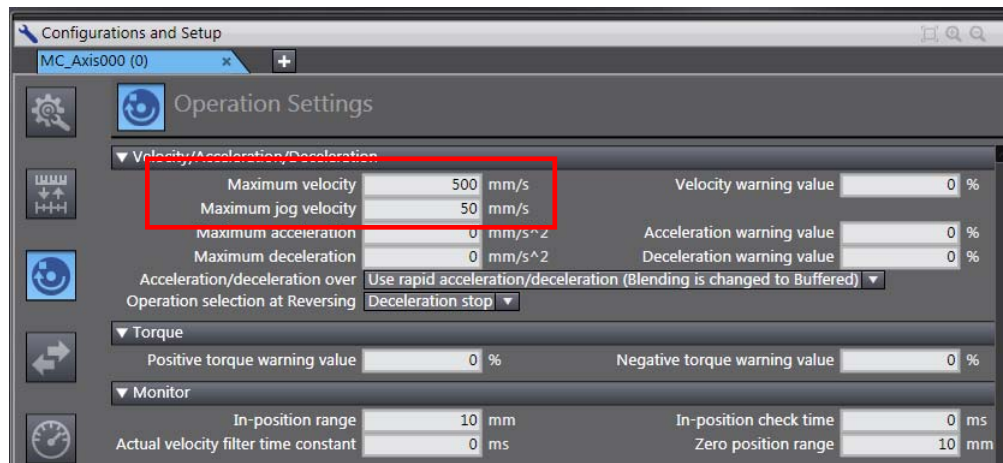 Configurations and Setup
MC_Axis000 (0) × +
Operation Settings
▼ Velocity/Acceleration/Deceleration
Maximum velocity 500 mm/s Velocity warning value 0 %
Maximum jog velocity 50 mm/s
Maximum acceleration 0 mm/s^2 Acceleration warning value 0 %
Maximum deceleration 0 mm/s^2 Deceleration warning value 0 %
Acceleration/deceleration over Use rapid acceleration/deceleration (Blending is changed to Buffered) ▼
Operation selection at Reversing Deceleration stop ▼
▼ Torque
Positive torque warning value 0 % Negative torque warning value 0 %
▼ Monitor
In-position range 10 mm In-position check time 0 ms
Actual velocity filter time constant 0 ms Zero position range 10 mm